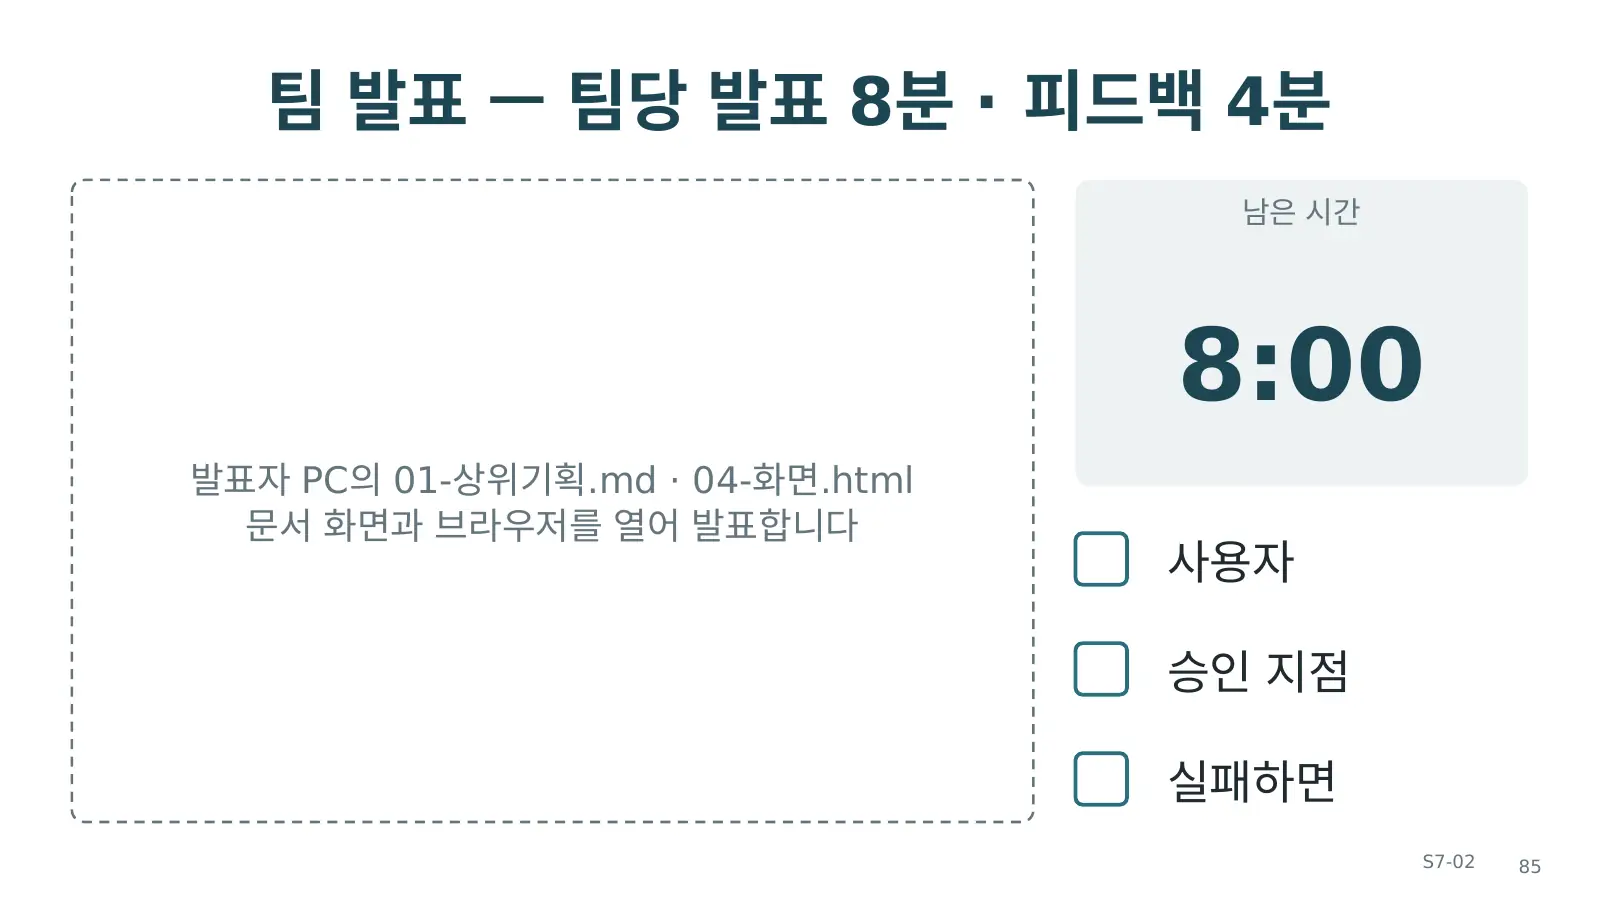 팀 발표 — 팀당 발표 8분 · 피드백 4분
발표자 PC의 01-상위기획.md · 04-화면.html
문서 화면과 브라우저를 열어 발표합니다
남은 시간
8:00
사용자
승인 지점
실패하면
S7-02
85